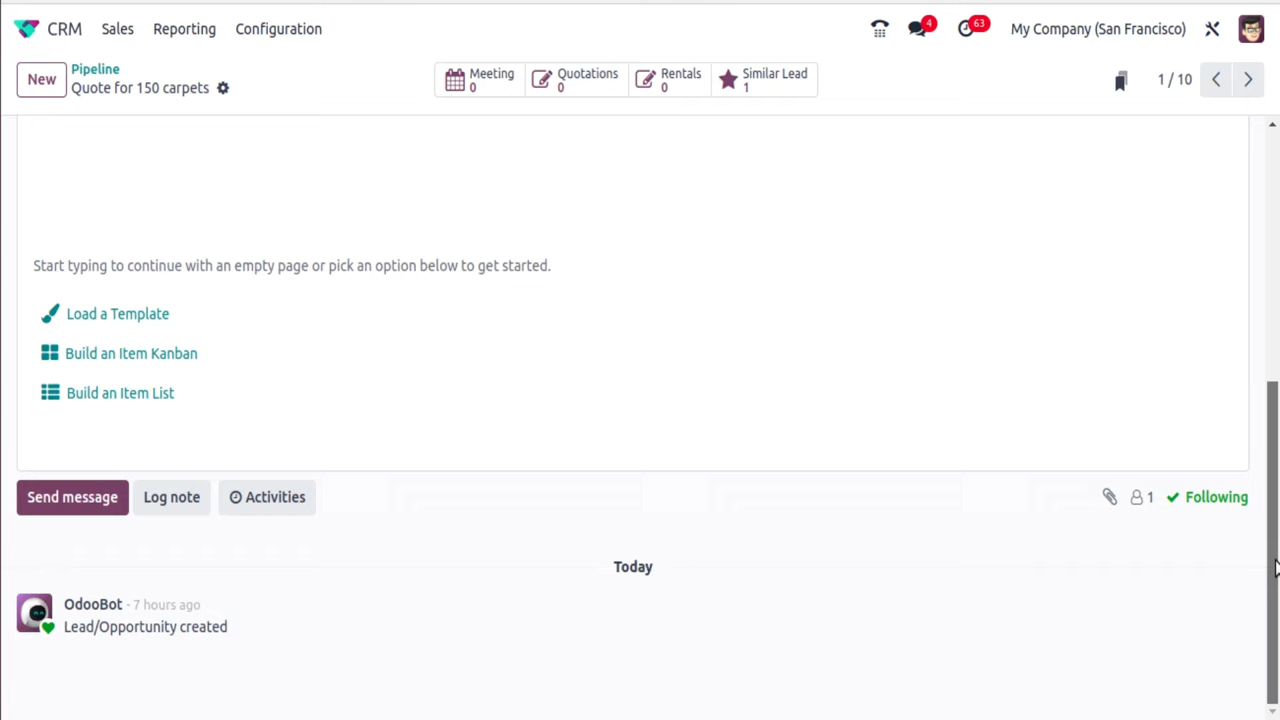 CRM Sales Reporting Configuration 4 63 My Company (San Francisco)
New Pipeline Quote for 150 carpets Meeting 0 Quotations 0 Rentals 0 Similar Lead 1 1 / 10
Start typing to continue with an empty page or pick an option below to get started.
Load a Template
Build an Item Kanban
Build an Item List
Send message Log note Activities 1 Following
Today
OdooBot - 7 hours ago
Lead/Opportunity created